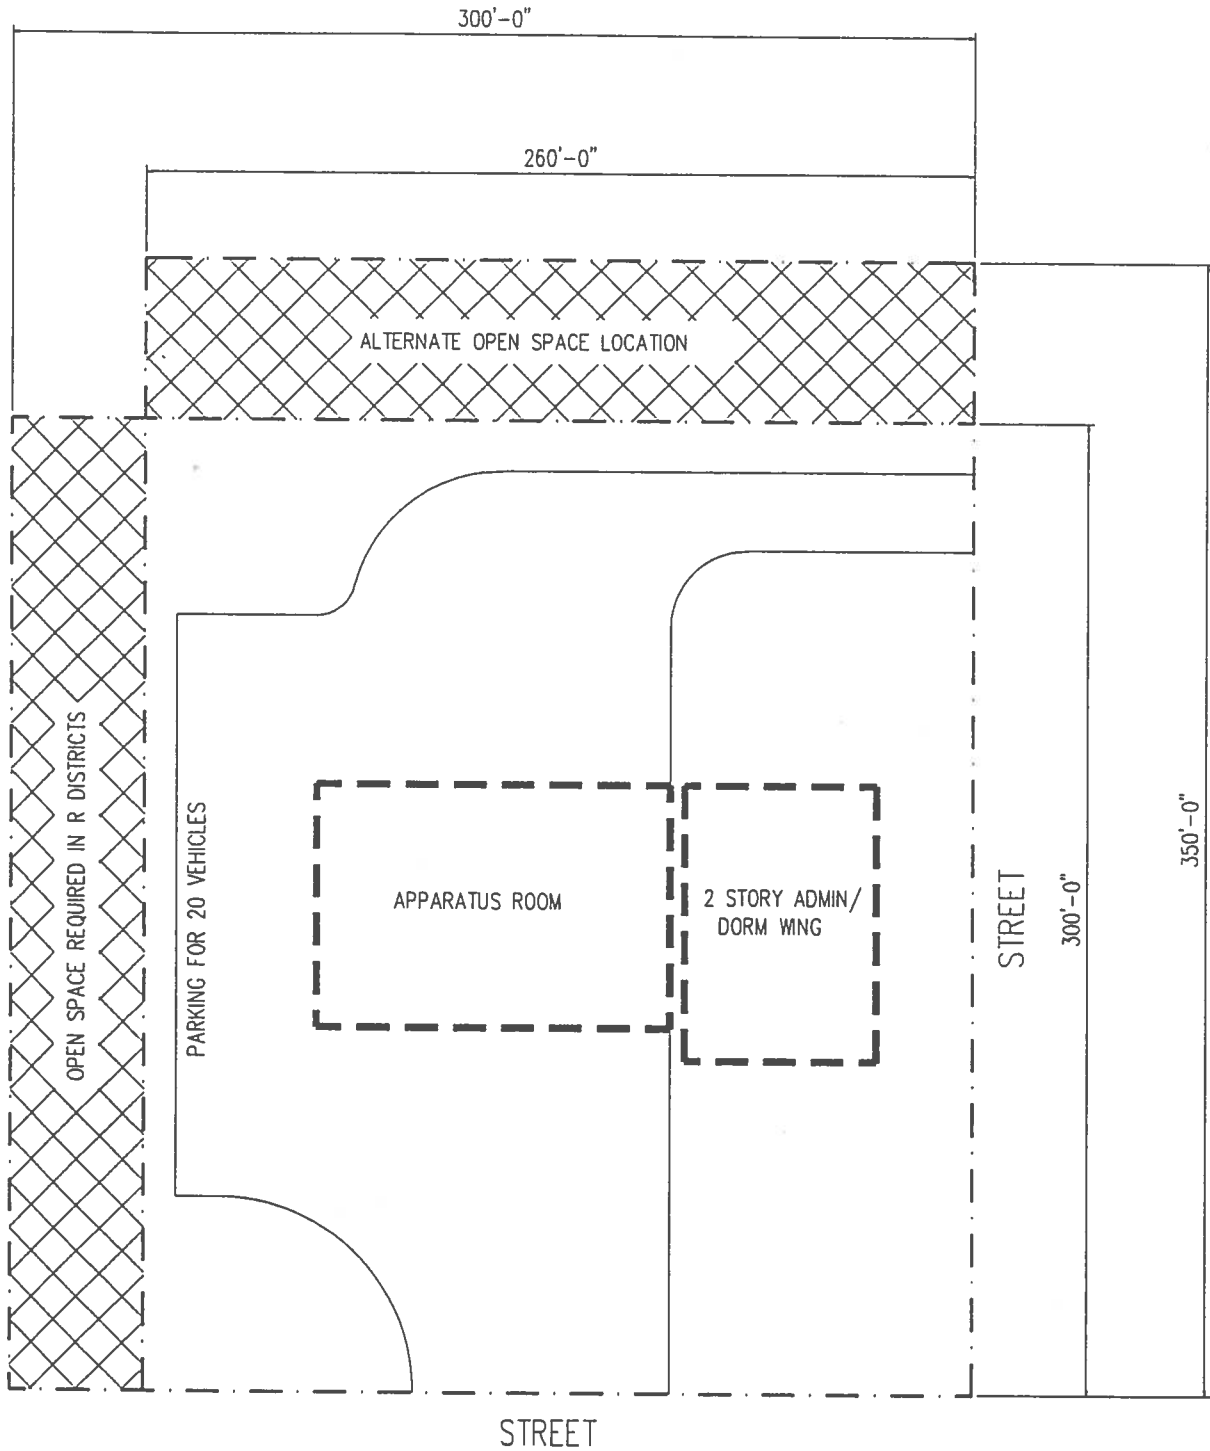 300'-0"
260'-0"
ALTERNATE OPEN SPACE LOCATION
OPEN SPACE REQUIRED IN R DISTRICTS
PARKING FOR 20 VEHICLES
APPARATUS ROOM
2 STORY ADMIN/
DORM WING
STREET
300'-0"
350'-0"
STREET